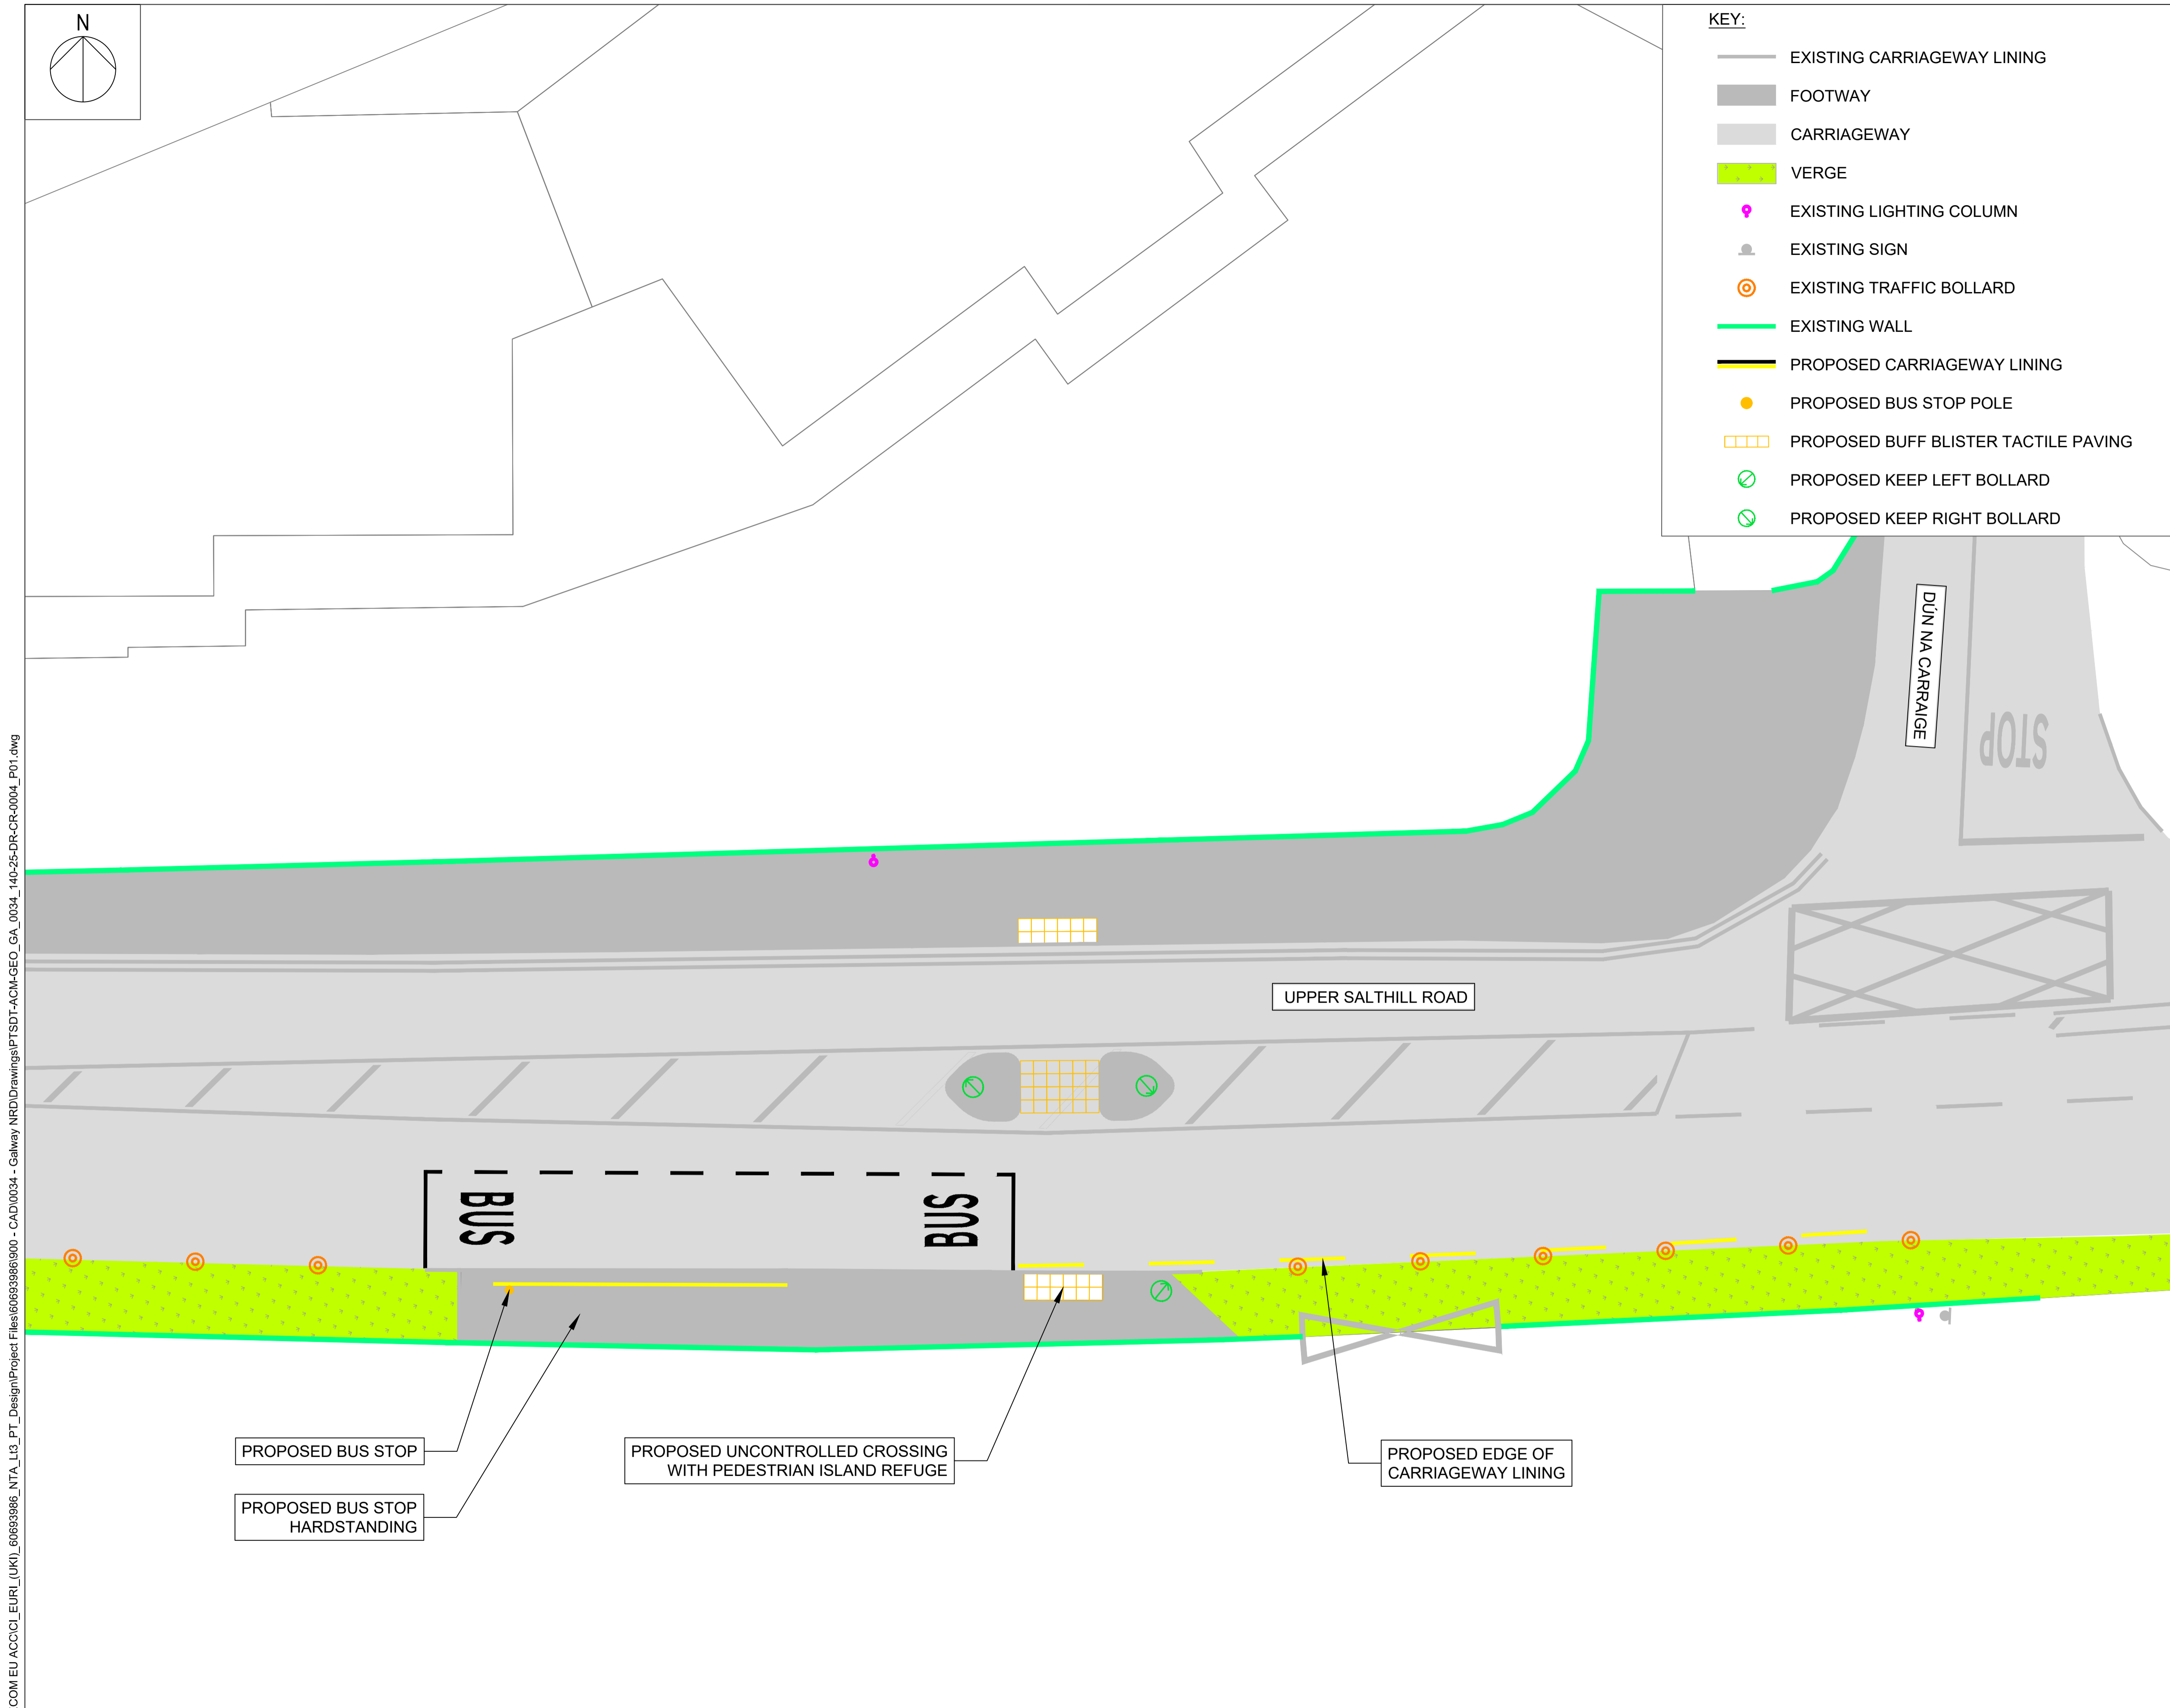 N
KEY:
EXISTING CARRIAGEWAY LINING
FOOTWAY
CARRIAGEWAY
VERGE
EXISTING LIGHTING COLUMN
EXISTING SIGN
EXISTING TRAFFIC BOLLARD
EXISTING WALL
PROPOSED CARRIAGEWAY LINING
PROPOSED BUS STOP POLE
PROPOSED BUFF BLISTER TACTILE PAVING
PROPOSED KEEP LEFT BOLLARD
PROPOSED KEEP RIGHT BOLLARD
DÚN NA CARRAIGE
STOP
UPPER SALTHILL ROAD
BUS
BUS
PROPOSED BUS STOP
PROPOSED BUS STOP
HARDSTANDING
PROPOSED UNCONTROLLED CROSSING
WITH PEDESTRIAN ISLAND REFUGE
PROPOSED EDGE OF
CARRIAGEWAY LINING
COM EU ACC\CI_EURI_(UKI)_60693986_NTA_Lt3_PT_Design\Project Files\60693986\900 - CAD\0034 - Galway NRD\Drawings\PTSDT-ACM-GEO_GA_0034_140-25-DR-CR-0004_P01.dwg